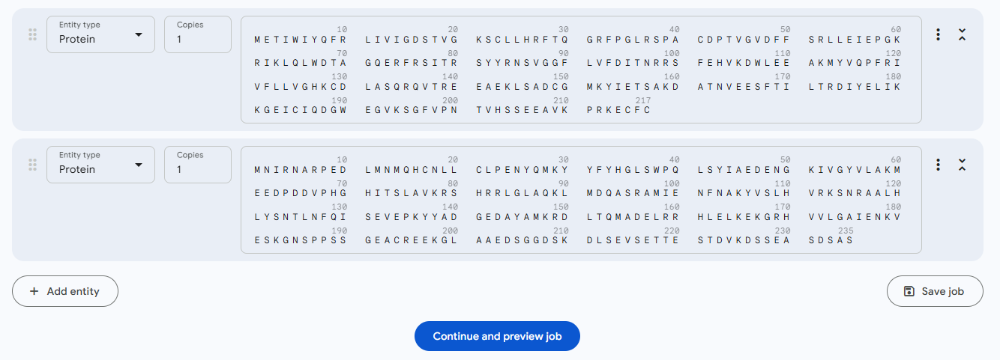 Entity type
Protein
Copies
1
10 20 30 40 50 60
METIWIYQFR LIVIGDSTVG KSCLLHRFTQ GRFPGLRSPA CDPTVGVDFF SRLLEIEPGK
70 80 90 100 110 120
RIKLQLWDTA GQERFRSITR SYYRNSVGGF LVFDITNRRS FEHVKDWLEE AKMYVQPFRI
130 140 150 160 170 180
VFLLVGHKCD LASQRQVTRE EAEKLSADCG MKYIETSAKD ATNVEESFTI LTRDIYELIK
190 200 210 217
KGEICIQDGW EGVKSGFVPN TVHSSEEAVK PRKECFC
Entity type
Protein
Copies
1
10 20 30 40 50 60
MNIRNARPED LMNMQHCNLL CLPENYQMKY YFYHGLSWPQ LSYIAEDENG KIVGYVLAKM
70 80 90 100 110 120
EEDPDDVPHG HITSLAVKRS HRRLGLAQKL MDQASRAMIE NFNAKYVSLH VRKSNRAALH
130 140 150 160 170 180
LYSNTLNFQI SEVEPKYYAD GEDAYAMKRD LTQMADELRR HLELKEKGRH VVLGAIENKV
190 200 210 220 230 235
ESKGNSPPSS GEACREEKGL AAEDSGGDSK DLSEVSETTE STDVKDSSEA SDSAS
+ Add entity
Save job
Continue and preview job